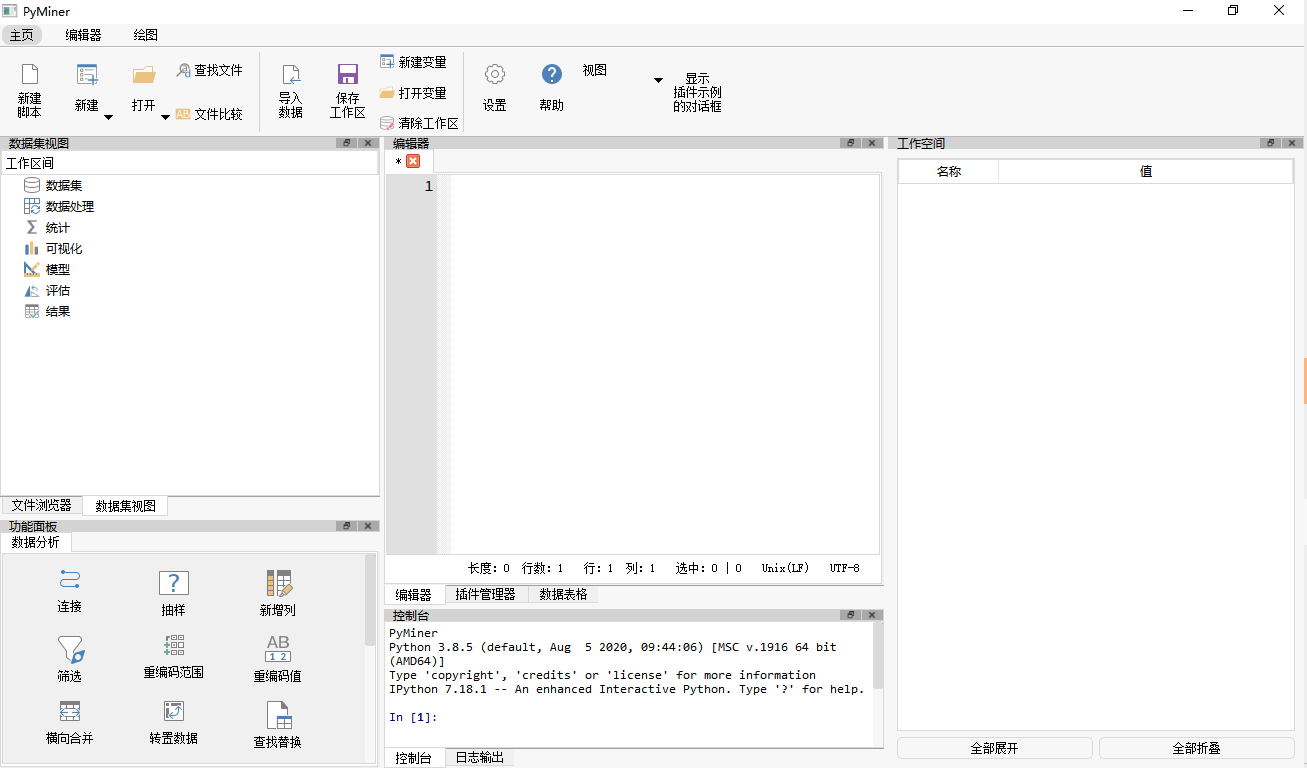 PyMiner
主页 编辑器 绘图
新建
脚本
新建
打开
查找文件
文件比较
导入
数据
保存
工作区
新建变量
打开变量
清除工作区
设置
帮助
视图
显示
插件示例
的对话框
数据集视图
工作区间
数据集
数据处理
统计
可视化
模型
评估
结果
文件浏览器 数据集视图
功能面板
数据分析
连接 抽样 新增列
筛选 重编码范围 重编码值
横向合并 转置数据 查找替换
编辑器
*
1
长度: 0 行数: 1 行: 1 列: 1 选中: 0 | 0 Unix(LF) UTF-8
编辑器 插件管理器 数据表格
控制台
PyMiner
Python 3.8.5 (default, Aug  5 2020, 09:44:06) [MSC v.1916 64 bit
(AMD64)]
Type 'copyright', 'credits' or 'license' for more information
IPython 7.18.1 -- An enhanced Interactive Python. Type '?' for help.
In [1]:
控制台 日志输出
工作空间
名称 值
全部展开 全部折叠